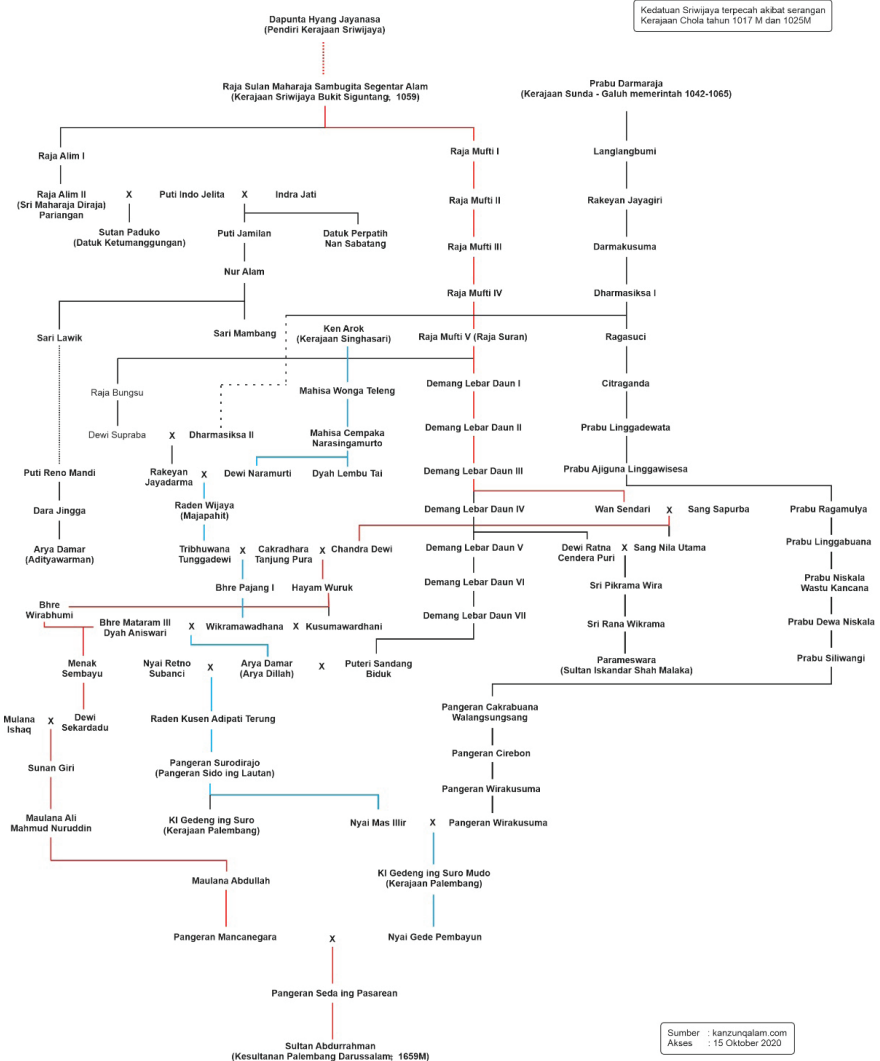 Kedatuan Sriwijaya terpecah akibat serangan
Kerajaan Chola tahun 1017 M dan 1025M
Dapunta Hyang Jayanasa
(Pendiri Kerajaan Sriwijaya)
Raja Sulan Maharaja Sambugita Segentar Alam
(Kerajaan Sriwijaya Bukit Siguntang; 1059)
Prabu Darmaraja
(Kerajaan Sunda - Galuh memerintah 1042-1065)
Raja Alim I
Raja Mufti I
Langlangbumi
Raja Alim II
(Sri Maharaja Diraja)
Pariangan
X
Puti Indo Jelita
X
Indra Jati
Raja Mufti II
Rakeyan Jayagiri
Sutan Paduko
(Datuk Ketumanggungan)
Puti Jamilan
Datuk Perpatih
Nan Sabatang
Raja Mufti III
Darmakusuma
Nur Alam
Raja Mufti IV
Dharmasiksa I
Sari Lawik
Sari Mambang
Ken Arok
(Kerajaan Singhasari)
Raja Mufti V (Raja Suran)
Ragasuci
Raja Bungsu
Mahisa Wonga Teleng
Demang Lebar Daun I
Citraganda
Dewi Supraba
X
Dharmasiksa II
Mahisa Cempaka
Narasingamurto
Demang Lebar Daun II
Prabu Linggadewata
Puti Reno Mandi
Rakeyan
Jayadarma
X
Dewi Naramurti
Dyah Lembu Tai
Demang Lebar Daun III
Prabu Ajiguna Linggawisesa
Dara Jingga
Raden Wijaya
(Majapahit)
Demang Lebar Daun IV
Wan Sendari
X
Sang Sapurba
Prabu Ragamulya
Arya Damar
(Adityawarman)
Tribhuwana
Tunggadewi
X
Cakradhara
Tanjung Pura
X
Chandra Dewi
Demang Lebar Daun V
Dewi Ratna
Cendera Puri
X
Sang Nila Utama
Prabu Linggabuana
Bhre Pajang I
Hayam Wuruk
Demang Lebar Daun VI
Sri Pikrama Wira
Prabu Niskala
Wastu Kancana
Bhre
Wirabhumi
Bhre Mataram III
Dyah Aniswari
X
Wikramawadhana
X
Kusumawardhani
Demang Lebar Daun VII
Sri Rana Wikrama
Prabu Dewa Niskala
Menak
Sembayu
Nyai Retno
Subanci
X
Arya Damar
(Arya Dillah)
X
Puteri Sandang
Biduk
Parameswara
(Sultan Iskandar Shah Malaka)
Prabu Siliwangi
Mulana
Ishaq
X
Dewi
Sekardadu
Raden Kusen Adipati Terung
Pangeran Cakrabuana
Walangsungsang
Sunan Giri
Pangeran Surodirajo
(Pangeran Sido ing Lautan)
Pangeran Cirebon
Pangeran Wirakusuma
Maulana Ali
Mahmud Nuruddin
KI Gedeng ing Suro
(Kerajaan Palembang)
Nyai Mas Illir
X
Pangeran Wirakusuma
Maulana Abdullah
KI Gedeng ing Suro Mudo
(Kerajaan Palembang)
Pangeran Mancanegara
X
Nyai Gede Pembayun
Pangeran Seda ing Pasarean
Sultan Abdurrahman
(Kesultanan Palembang Darussalam; 1659M)
Sumber : kanzunqalam.com
Akses : 15 Oktober 2020